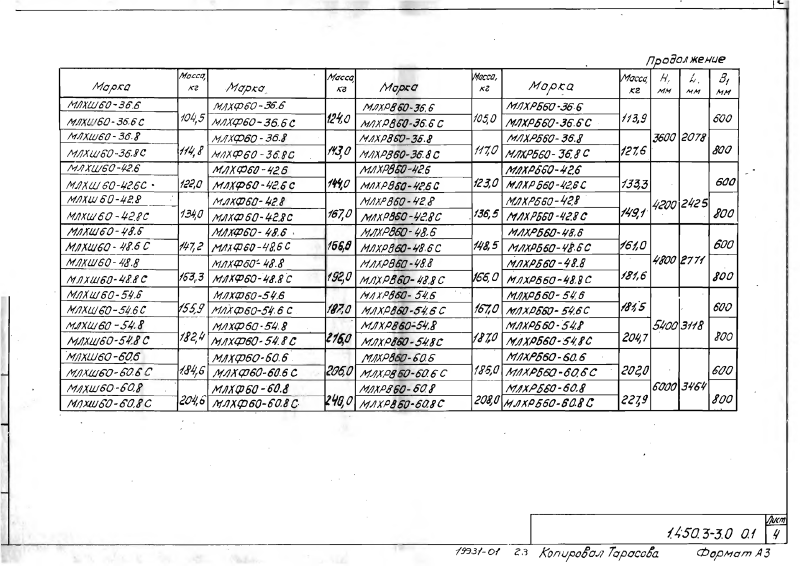 Продолжение
Марка Масса, кг Марка Масса, кг Марка Масса, кг Марка Масса, кг H, мм L, мм B1 мм
МЛХШ60-36.6 МЛХФ60-36.6 МЛХРВ60-36.6 МЛХРБ60-36.6
МЛХШ60-36.6С 104,5 МЛХФ60-36.6С 124,0 МЛХРВ60-36.6С 105,0 МЛХРБ60-36.6С 113,9 600
МЛХШ60-36.8 МЛХФ60-36.8 МЛХРВ60-36.8 МЛХРБ60-36.8 3600 2078
МЛХШ60-36.8С 114,8 МЛХФ60-36.8С МЛХРВ60-36.8С 117,0 МЛХРБ60-36.8С 127,6 800
МЛХШ60-42.6 МЛХФ60-42.6 МЛХРВ60-42.6 МЛХРБ60-42.6
МЛХШ60-42.6С 122,0 МЛХФ60-42.6С 144,0 МЛХРВ60-42.6С 123,0 МЛХРБ60-42.6С 133,3 600
МЛХШ60-42.8 МЛХФ60-42.8 МЛХРВ60-42.8 МЛХРБ60-42.8 4200 2425
МЛХШ60-42.8С 134,0 МЛХФ60-42.8С 167,0 МЛХРВ60-42.8С 136,5 МЛХРБ60-42.8С 149,1 800
МЛХШ60-48.6 МЛХФ60-48.6 МЛХРВ60-48.6 МЛХРБ60-48.6
МЛХШ60-48.6С 147,2 МЛХФ60-48.6С МЛХРВ60-48.6С 148,5 МЛХРБ60-48.6С 161,0 600
МЛХШ60-48.8 МЛХФ60-48.8 МЛХРВ60-48.8 МЛХРБ60-48.8 4800 2771
МЛХШ60-48.8С 163,3 МЛХФ60-48.8С 192,0 МЛХРВ60-48.8С 166,0 МЛХРБ60-48.8С 181,6 800
МЛХШ60-54.6 МЛХФ60-54.6 МЛХРВ60-54.6 МЛХРБ60-54.6
МЛХШ60-54.6С 155,9 МЛХФ60-54.6С 187,0 МЛХРВ60-54.6С 167,0 МЛХРБ60-54.6С 181,5 600
МЛХШ60-54.8 МЛХФ60-54.8 МЛХРВ60-54.8 МЛХРБ60-54.8 5400 3118
МЛХШ60-54.8С 182,4 МЛХФ60-54.8С 216,0 МЛХРВ60-54.8С 187,0 МЛХРБ60-54.8С 204,7 800
МЛХШ60-60.6 МЛХФ60-60.6 МЛХРВ60-60.6 МЛХРБ60-60.6
МЛХШ60-60.6С 184,6 МЛХФ60-60.6С 206,0 МЛХРВ60-60.6С 186,0 МЛХРБ60-60.6С 202,0 600
МЛХШ60-60.8 МЛХФ60-60.8 МЛХРВ60-60.8 МЛХРБ60-60.8 6000 3464
МЛХШ60-60.8С 204,6 МЛХФ60-60.8С 240,0 МЛХРВ60-60.8С 208,0 МЛХРБ60-60.8С 227,9 800
1.450.3-3.0 0.1 Лист 4
19931-01 23 Копировал Тарасова Формат А3